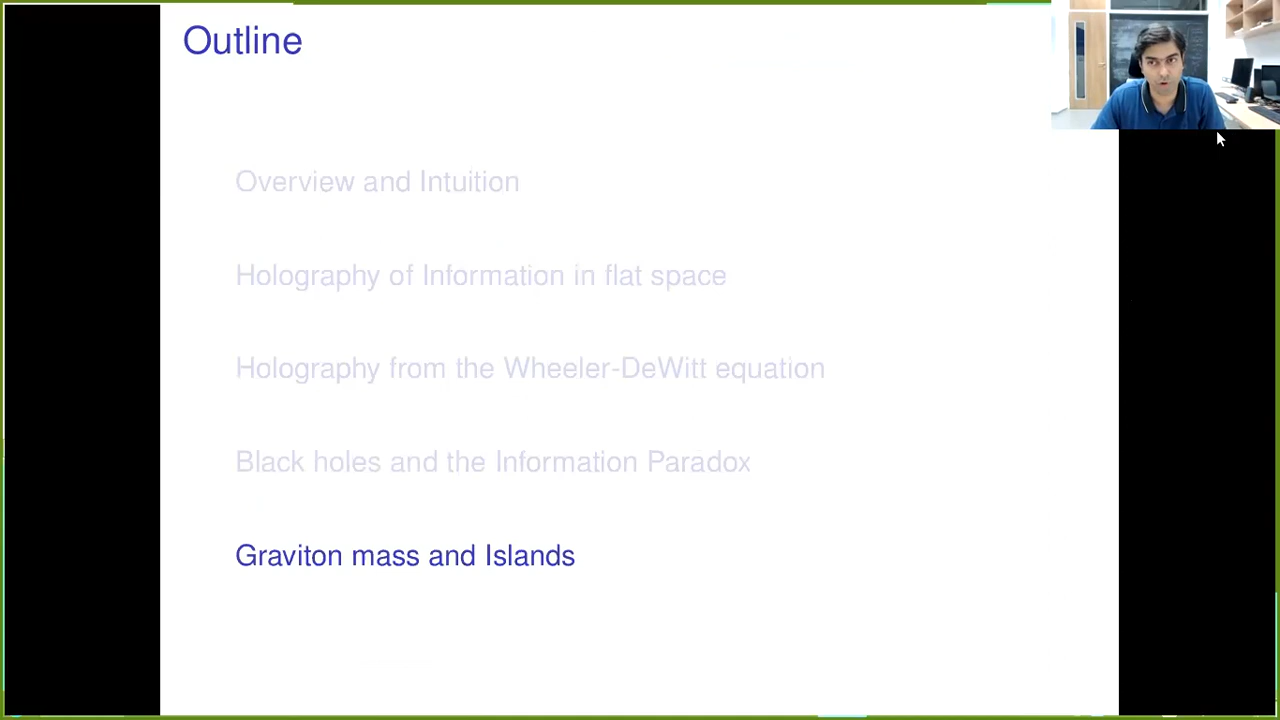 Outline
Overview and Intuition
Holography of Information in flat space
Holography from the Wheeler-DeWitt equation
Black holes and the Information Paradox
Graviton mass and Islands